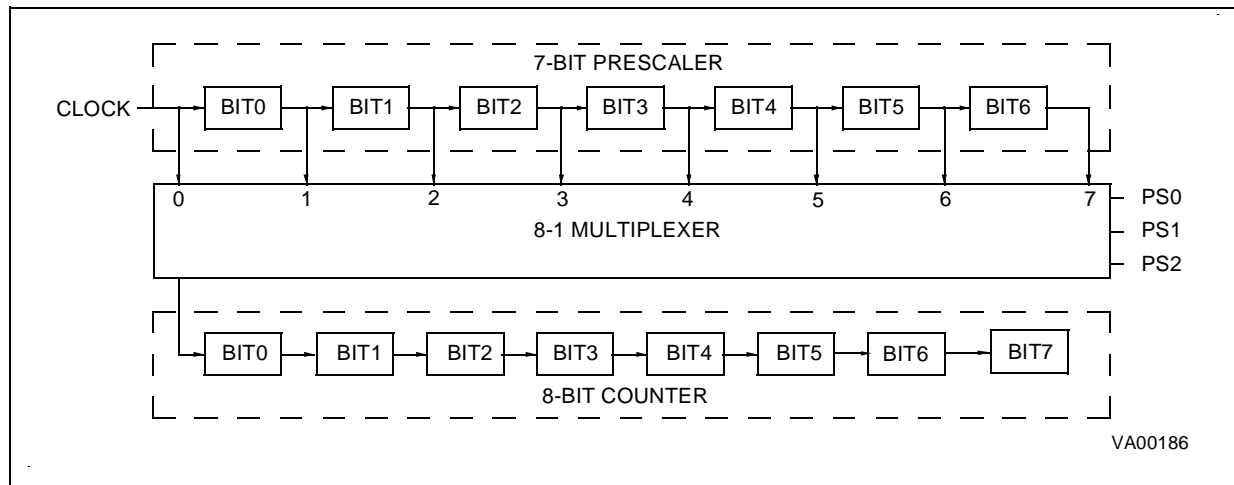 7-BIT PRESCALER
CLOCK BIT0 BIT1 BIT2 BIT3 BIT4 BIT5 BIT6
0 1 2 3 4 5 6 7 PS0
8-1 MULTIPLEXER PS1
PS2
BIT0 BIT1 BIT2 BIT3 BIT4 BIT5 BIT6 BIT7
8-BIT COUNTER
VA00186